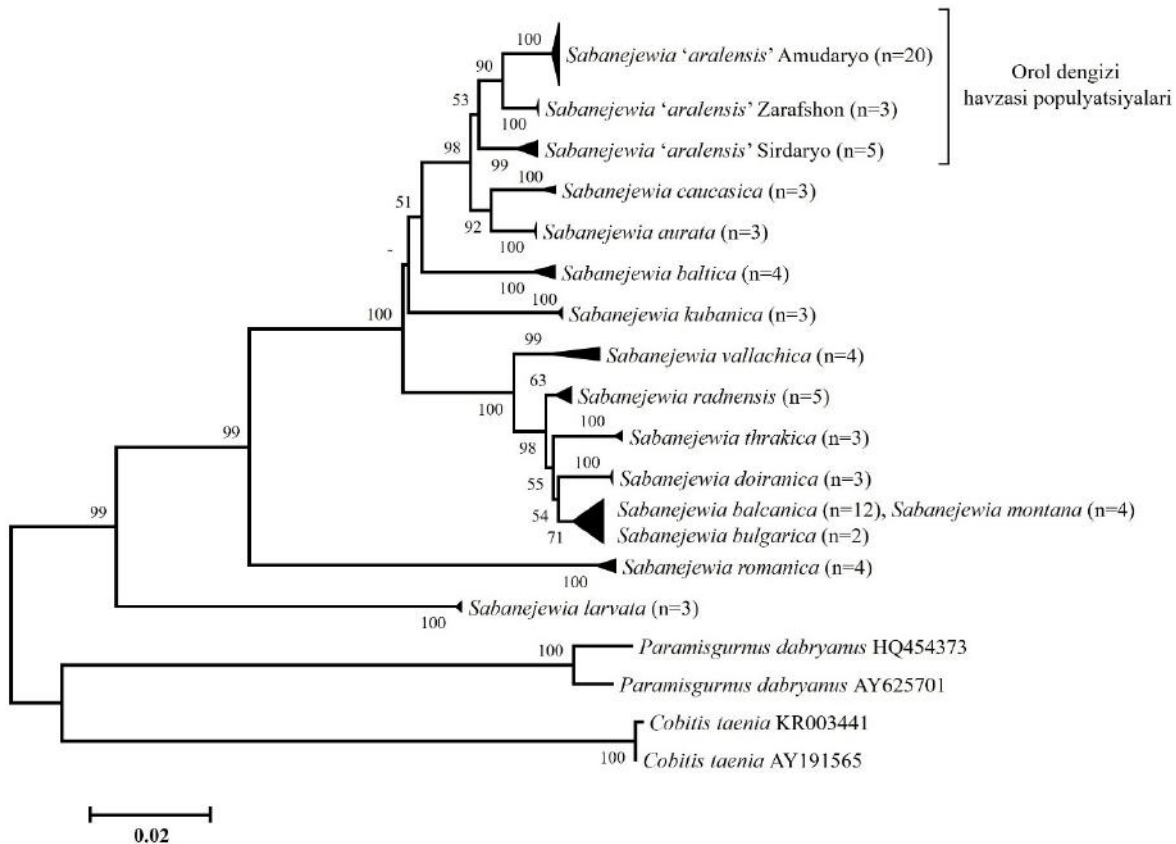 100
Sabanejewia ‘aralensis’ Amudaryo (n=20)
90
Orol dengizi
havzasi populyatsiyalari
53
Sabanejewia ‘aralensis’ Zarafshon (n=3)
100
98
Sabanejewia ‘aralensis’ Sirdaryo (n=5)
99
100
Sabanejewia caucasica (n=3)
51
92
Sabanejewia aurata (n=3)
100
-
Sabanejewia baltica (n=4)
100
100
Sabanejewia kubanica (n=3)
100
99
Sabanejewia vallachica (n=4)
63
Sabanejewia radnensis (n=5)
100
100
Sabanejewia thrakica (n=3)
98
99
100
Sabanejewia doiranica (n=3)
55
Sabanejewia balcanica (n=12), Sabanejewia montana (n=4)
54
99
71
Sabanejewia bulgarica (n=2)
Sabanejewia romanica (n=4)
100
Sabanejewia larvata (n=3)
100
100
Paramisgurnus dabryanus HQ454373
Paramisgurnus dabryanus AY625701
Cobitis taenia KR003441
100
Cobitis taenia AY191565
0.02